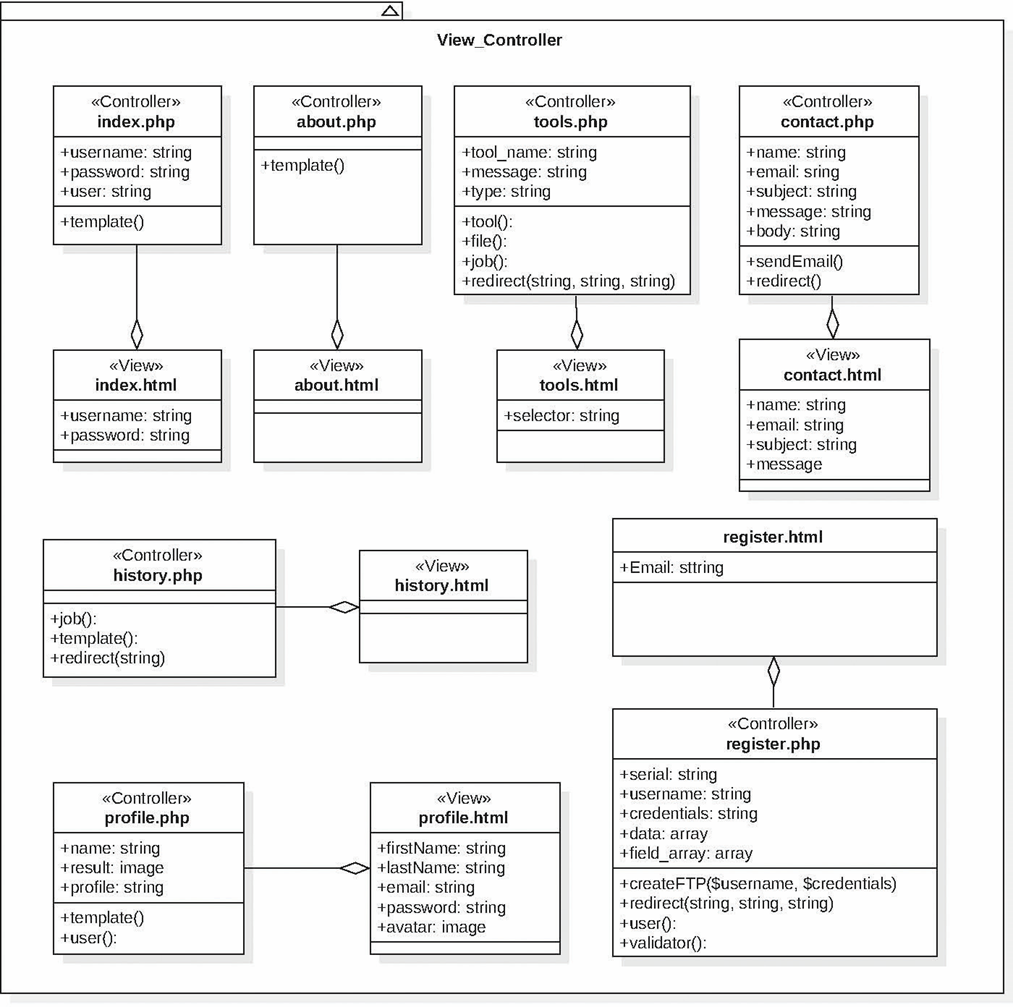 View_Controller
«Controller»
index.php
+username: string
+password: string
+user: string
+template()
«Controller»
about.php
+template()
«Controller»
tools.php
+tool_name: string
+message: string
+type: string
+tool():
+file():
+job():
+redirect(string, string, string)
«Controller»
contact.php
+name: string
+email: sring
+subject: string
+message: string
+body: string
+sendEmail()
+redirect()
«View»
index.html
+username: string
+password: string
«View»
about.html
«View»
tools.html
+selector: string
«View»
contact.html
+name: string
+email: string
+subject: string
+message
«Controller»
history.php
+job():
+template():
+redirect(string)
«View»
history.html
register.html
+Email: sttring
«Controller»
register.php
+serial: string
+username: string
+credentials: string
+data: array
+field_array: array
+createFTP($username, $credentials)
+redirect(string, string, string)
+user():
+validator():
«Controller»
profile.php
+name: string
+result: image
+profile: string
+template()
+user():
«View»
profile.html
+firstName: string
+lastName: string
+email: string
+password: string
+avatar: image